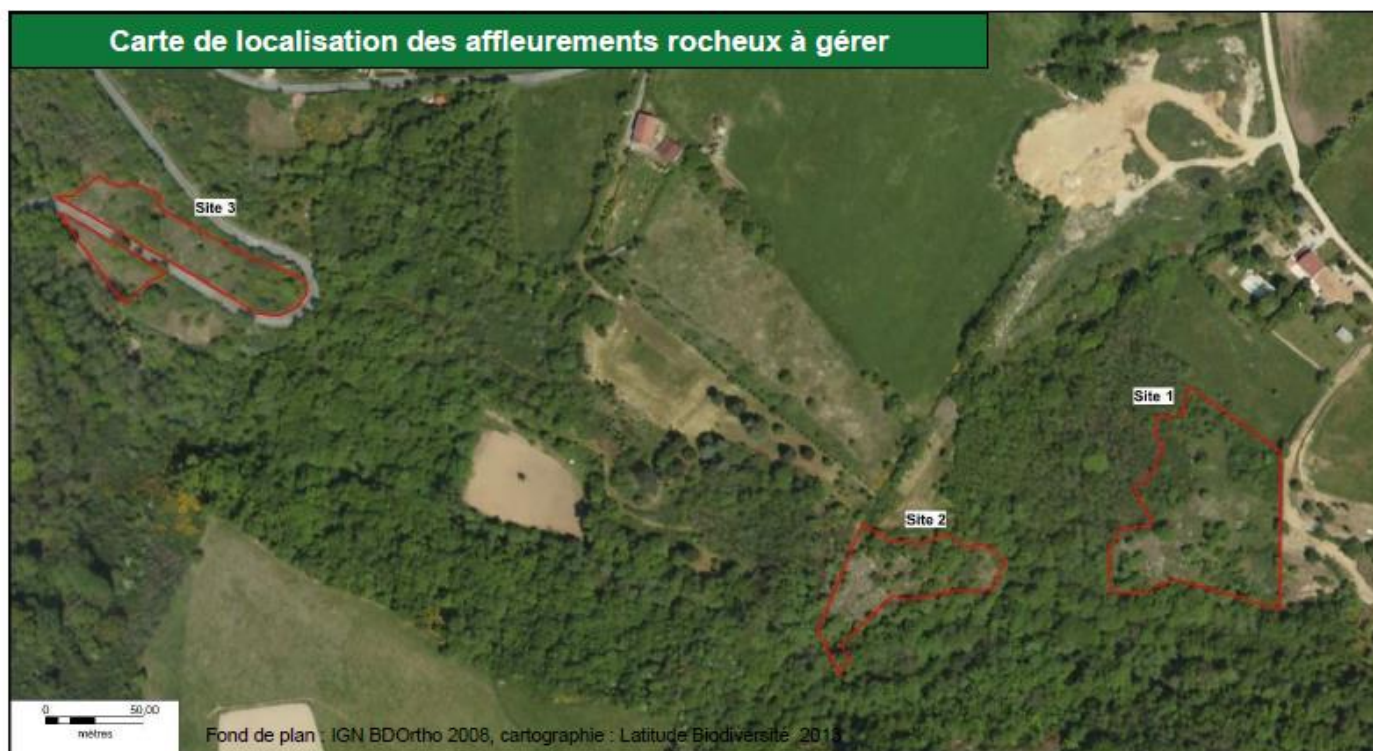 Carte de localisation des affleurements rocheux à gérer
Site 3
Site 1
Site 2
0 50,00
mètres
Fond de plan : IGN BDOrtho 2008, cartographie : Latitude Biodiversité 2013